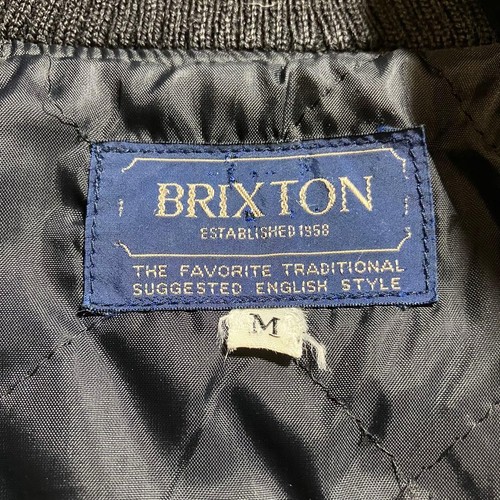 BRIXTON
ESTABLISHED 1958
THE FAVORITE TRADITIONAL
SUGGESTED ENGLISH STYLE
M